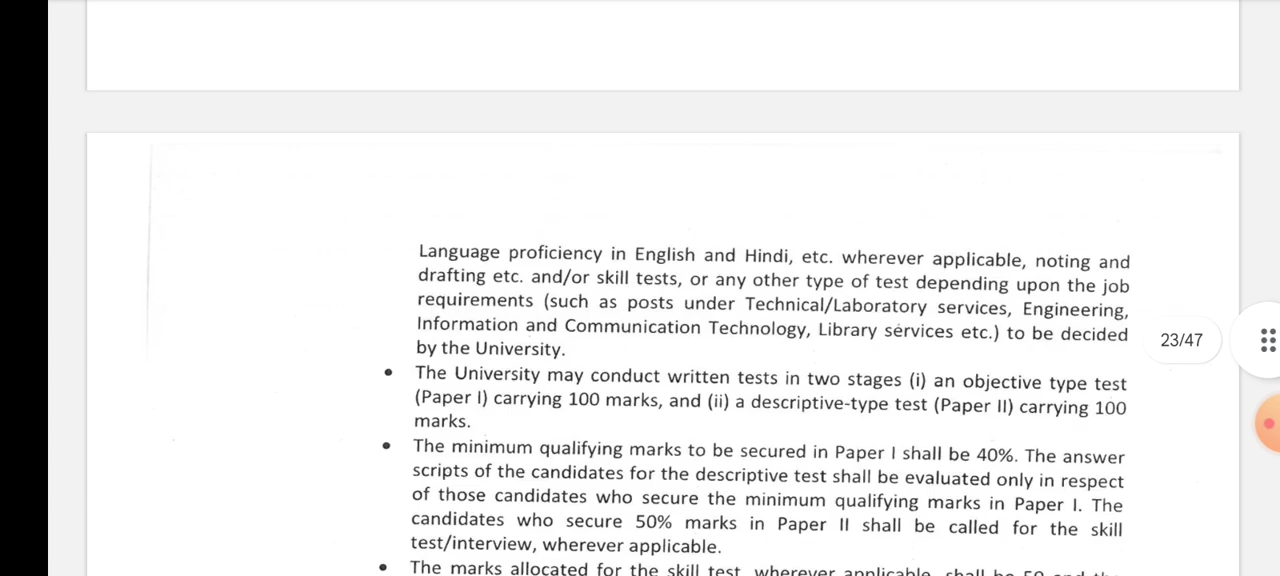 Language proficiency in English and Hindi, etc. wherever applicable, noting and
drafting etc. and/or skill tests, or any other type of test depending upon the job
requirements (such as posts under Technical/Laboratory services, Engineering,
Information and Communication Technology, Library services etc.) to be decided
by the University.
23/47
• The University may conduct written tests in two stages (i) an objective type test
(Paper I) carrying 100 marks, and (ii) a descriptive-type test (Paper II) carrying 100
marks.
• The minimum qualifying marks to be secured in Paper I shall be 40%. The answer
scripts of the candidates for the descriptive test shall be evaluated only in respect
of those candidates who secure the minimum qualifying marks in Paper I. The
candidates who secure 50% marks in Paper II shall be called for the skill
test/interview, wherever applicable.
• The marks allocated for the skill test, wherever applicable, shall be 50 and the